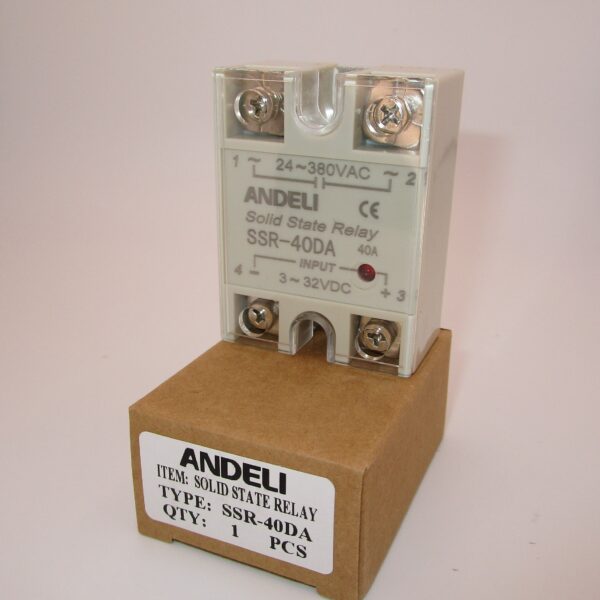 1 ~ 24~380VAC ~ 2
ANDELI CE
Solid State Relay
SSR-40DA 40A
INPUT
4 - 3~32VDC + 3
ANDELI
ITEM: SOLID STATE RELAY
TYPE: SSR-40DA
QTY: 1 PCS